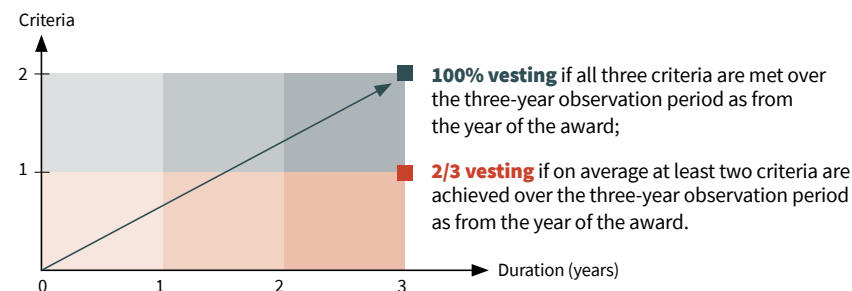 Criteria
2
100% vesting if all three criteria are met over
the three-year observation period as from
the year of the award;
1
2/3 vesting if on average at least two criteria are
achieved over the three-year observation period
as from the year of the award.
Duration (years)
0 1 2 3